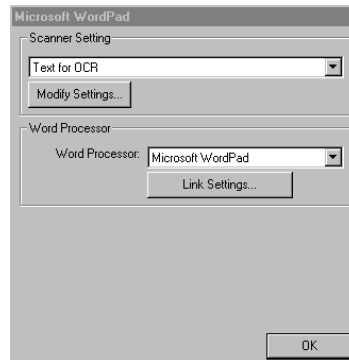 Microsoft WordPad
Scanner Setting
Text for OCR
Modify Settings...
Word Processor
Word Processor: Microsoft WordPad
Link Settings...
OK